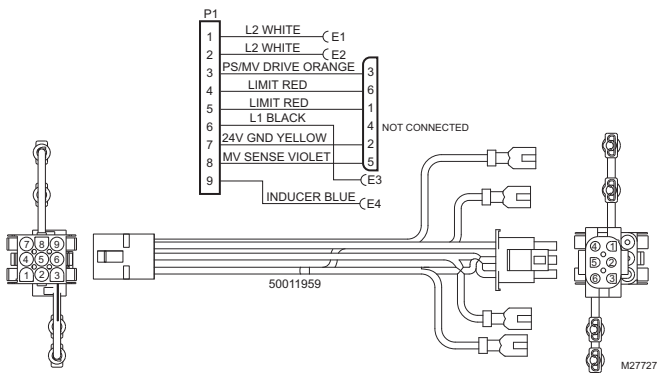 P1
1 L2 WHITE E1
2 L2 WHITE E2
3 PS/MV DRIVE ORANGE 3
4 LIMIT RED 6
5 LIMIT RED 1
6 L1 BLACK 4 NOT CONNECTED
7 24V GND YELLOW 2
8 MV SENSE VIOLET 5
E3
9 INDUCER BLUE E4
7 8 9
4 5 6
1 2 3
4 1
5 2
6 3
50011959
M27727